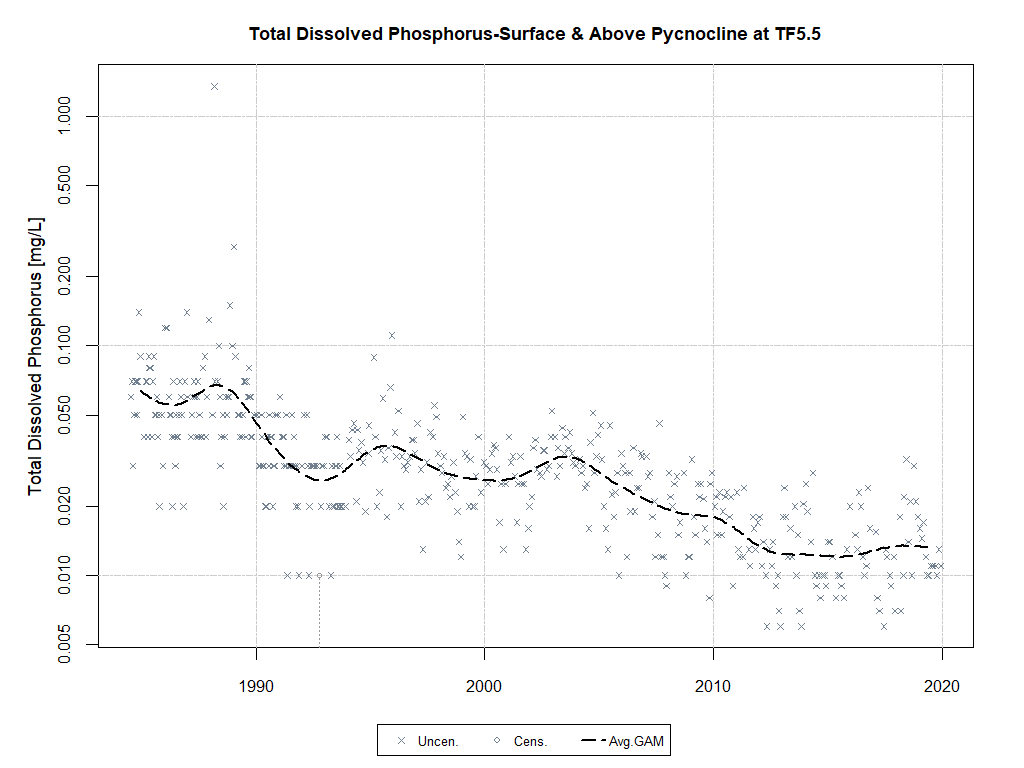 Total Dissolved Phosphorus-Surface & Above Pycnocline at TF5.5
Total Dissolved Phosphorus [mg/L]
1.000
0.500
0.200
0.100
0.050
0.020
0.010
0.005
1990 2000 2010 2020
Uncen. Cens. Avg.GAM